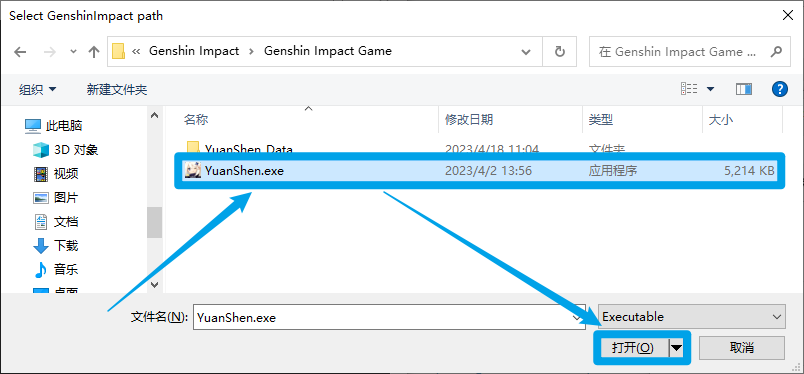 Select GenshinImpact path
« Genshin Impact > Genshin Impact Game
在 Genshin Impact Game ...
组织 新建文件夹
名称 修改日期 类型 大小
此电脑
3D 对象
视频
图片
文档
下载
音乐
桌面
YuanShen_Data 2023/4/18 11:04 文件夹
YuanShen.exe 2023/4/2 13:56 应用程序 5,214 KB
文件名(N): YuanShen.exe Executable
打开(O) 取消